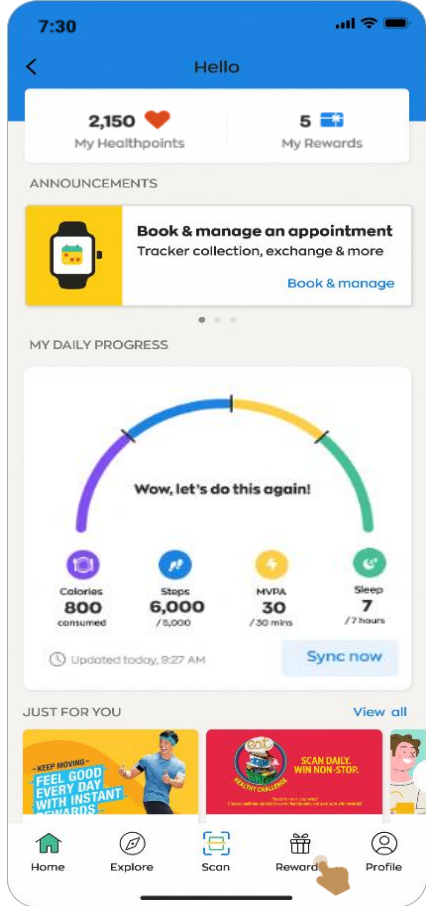 7:30
Hello
2,150
My Healthpoints
5
My Rewards
ANNOUNCEMENTS
Book & manage an appointment
Tracker collection, exchange & more
Book & manage
MY DAILY PROGRESS
Wow, let's do this again!
Calories
800
consumed
Steps
6,000
/5,000
MVPA
30
/30 mins
Sleep
7
/7 hours
Updated today, 9:27 AM
Sync now
JUST FOR YOU
View all
- KEEP MOVING -
FEEL GOOD
EVERY DAY
WITH INSTANT
REWARDS
HEALTHY CHALLENGE
SCAN DAILY.
WIN NON-STOP.
Home
Explore
Scan
Reward
Profile